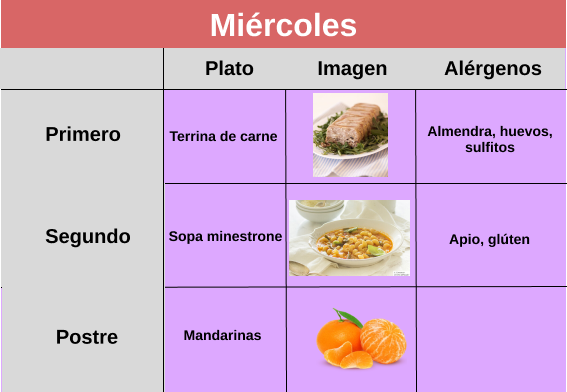 Miércoles
Plato Imagen Alérgenos
Primero
Terrina de carne
Almendra, huevos,
sulfitos
Segundo
Sopa minestrone
Apio, glúten
Postre
Mandarinas